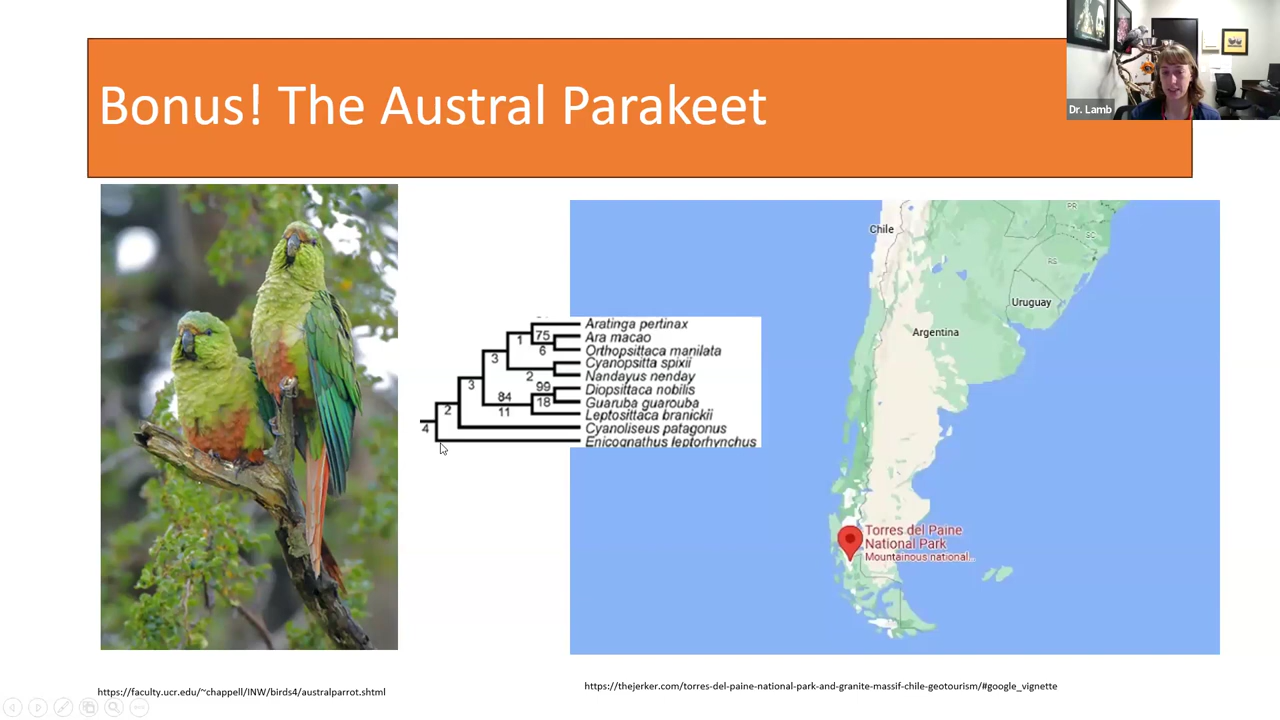 Bonus! The Austral Parakeet
Dr. Lamb
Chile
PR
SC
RS
Uruguay
Argentina
Aratinga pertinax
75
1
Ara macao
6
Orthopsittaca manilata
3
Cyanopsitta spixii
2
Nandayus nenday
3
99
Diopsittaca nobilis
84
18
Guaruba guarouba
2
11
Leptosittaca branickii
4
Cyanoliseus patagonus
Enicognathus leptorhynchus
Torres del Paine
National Park
Mountainous national...
https://faculty.ucr.edu/~chappell/INW/birds4/australparrot.shtml
https://thejerker.com/torres-del-paine-national-park-and-granite-massif-chile-geotourism/#google_vignette